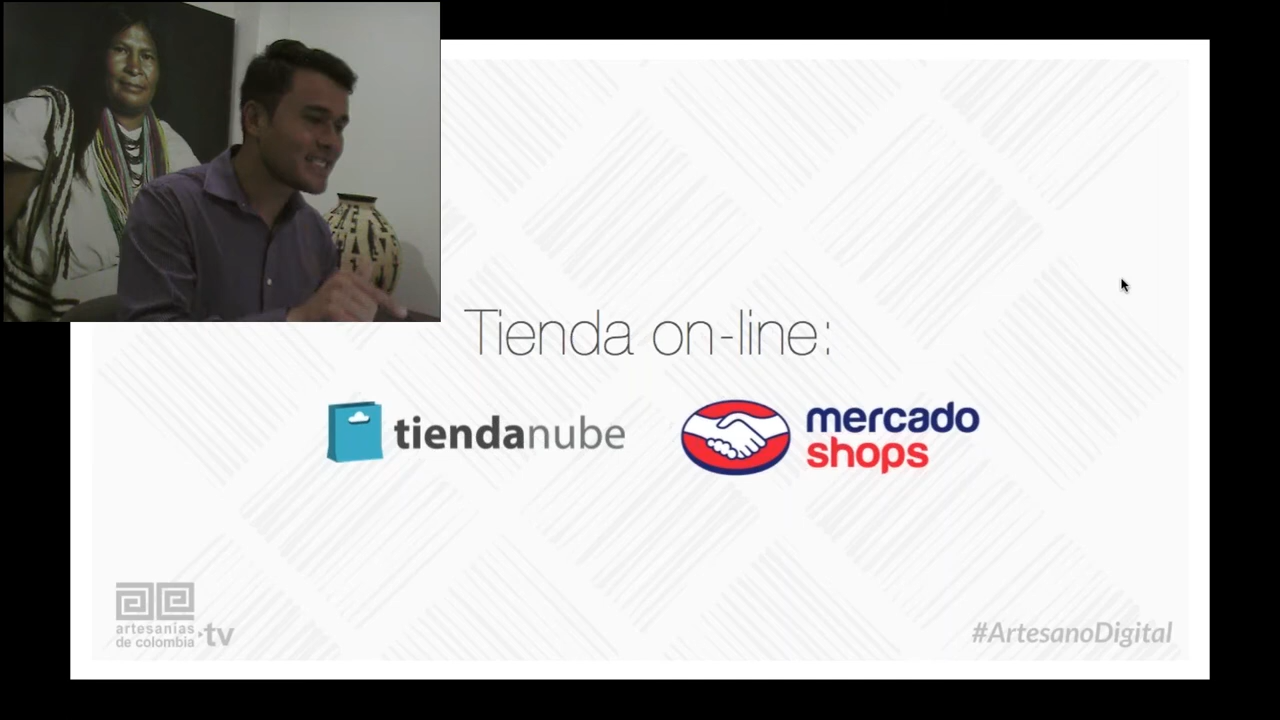 Tienda on-line:
tiendanube
mercado
shops
artesanías
de colombia
tv
#ArtesanoDigital